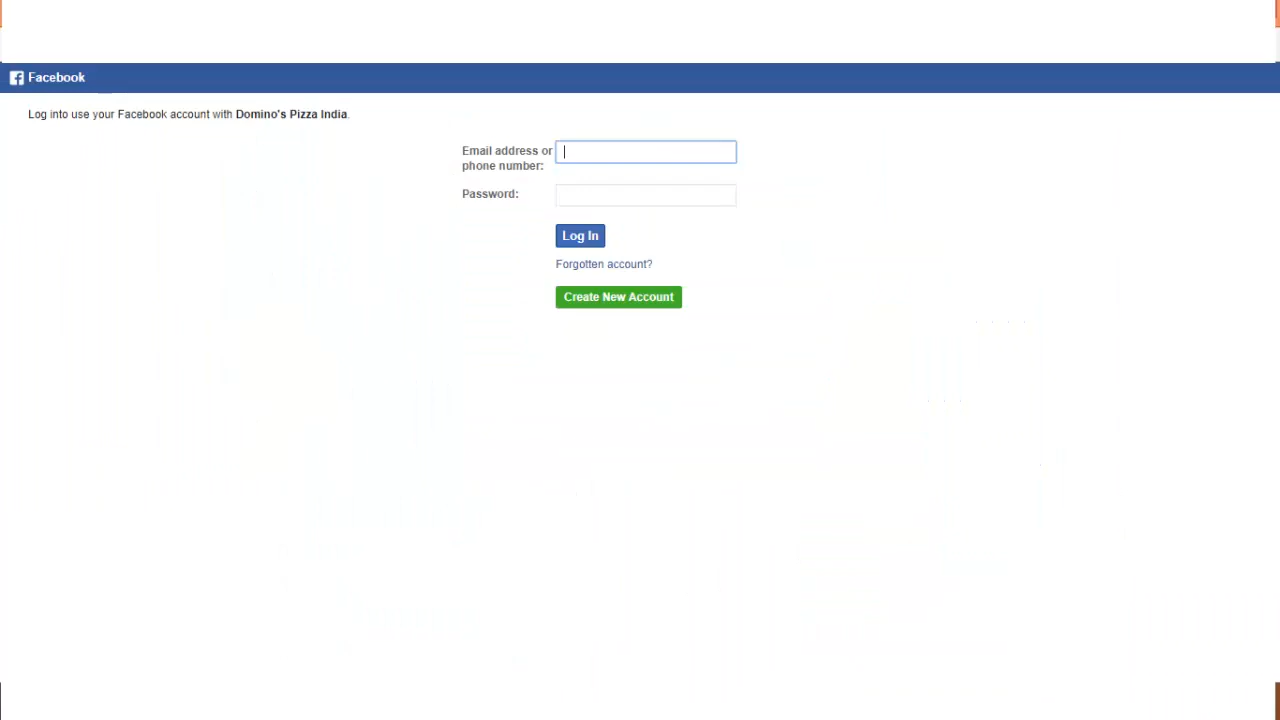 Facebook
Log into use your Facebook account with Domino's Pizza India.
Email address or
phone number:
Password:
Log In
Forgotten account?
Create New Account